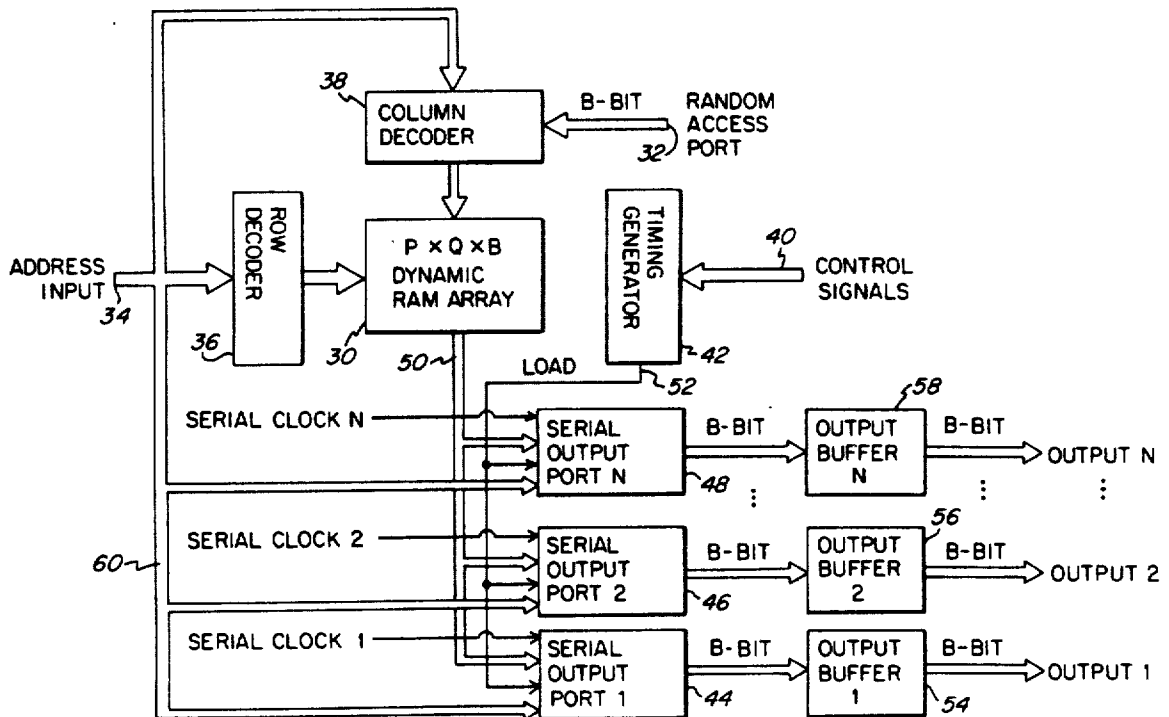 38
COLUMN
DECODER
B-BIT
RANDOM
ACCESS
PORT
32
ROW
DECODER
36
ADDRESS
INPUT
34
P × Q × B
DYNAMIC
RAM ARRAY
30
TIMING
GENERATOR
42
40
CONTROL
SIGNALS
50
LOAD
52
SERIAL CLOCK N
SERIAL
OUTPUT
PORT N
48
B-BIT
58
OUTPUT
BUFFER
N
B-BIT
OUTPUT N
⋮
⋮
⋮
SERIAL CLOCK 2
60
SERIAL
OUTPUT
PORT 2
46
B-BIT
56
OUTPUT
BUFFER
2
B-BIT
OUTPUT 2
SERIAL CLOCK 1
SERIAL
OUTPUT
PORT 1
44
B-BIT
OUTPUT
BUFFER
1
54
B-BIT
OUTPUT 1